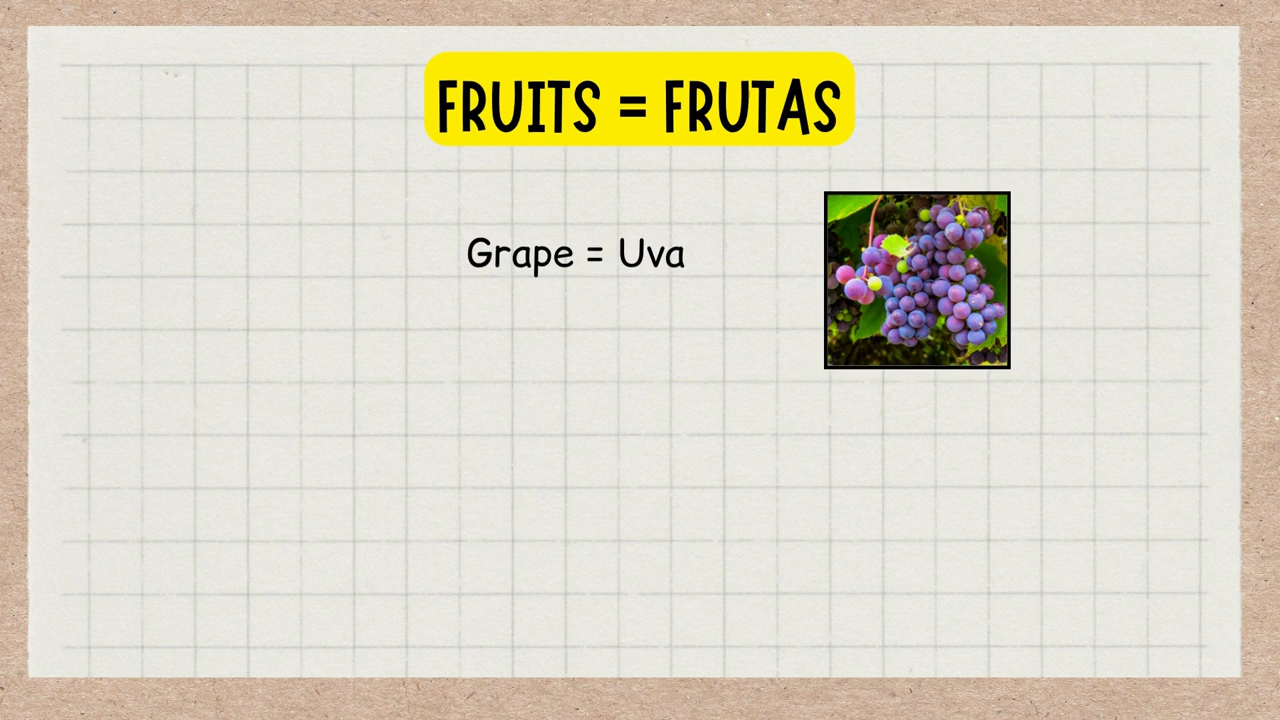 FRUITS = FRUTAS
Grape = Uva